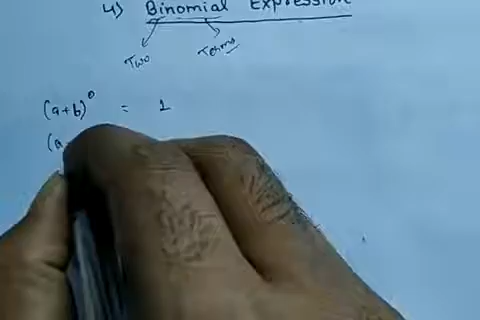 4) Binomial Expression
Two Terms
(a+b)⁰ = 1
(a